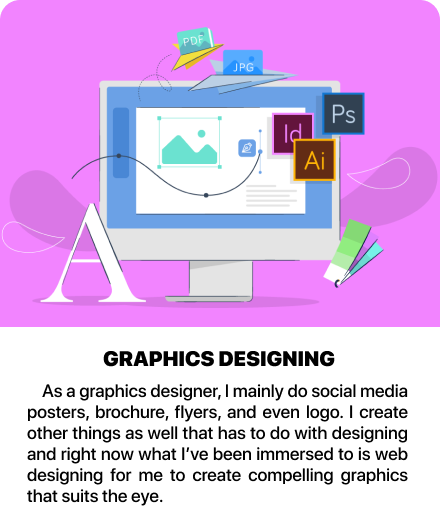 PDF
JPG
Ps
Id
Ai
A
GRAPHICS DESIGNING
As a graphics designer, I mainly do social media
posters, brochure, flyers, and even logo. I create
other things as well that has to do with designing
and right now what I've been immersed to is web
designing for me to create compelling graphics
that suits the eye.